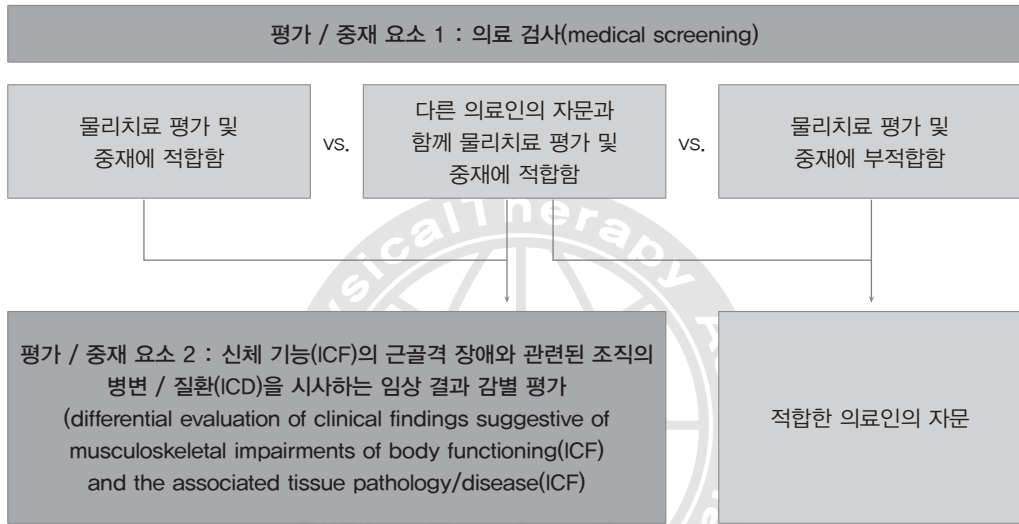 평가 / 중재 요소 1 : 의료 검사(medical screening)
물리치료 평가 및
중재에 적합함
vs.
다른 의료인의 자문과
함께 물리치료 평가 및
중재에 적합함
vs.
물리치료 평가 및
중재에 부적합함
평가 / 중재 요소 2 : 신체 기능(ICF)의 근골격 장애와 관련된 조직의
병변 / 질환(ICD)을 시사하는 임상 결과 감별 평가
(differential evaluation of clinical findings suggestive of
musculoskeletal impairments of body functioning(ICF)
and the associated tissue pathology/disease(ICF)
적합한 의료인의 자문